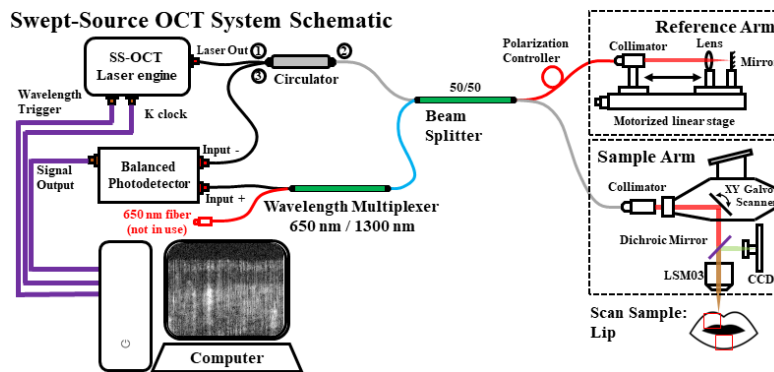 Swept-Source OCT System Schematic
SS-OCT
Laser engine
Laser Out
1
2
3
Circulator
Wavelength
Trigger
K clock
Signal
Output
Balanced
Photodetector
Input -
Input +
650 nm fiber
(not in use)
Wavelength Multiplexer
650 nm / 1300 nm
50/50
Beam
Splitter
Polarization
Controller
Reference Arm
Collimator
Lens
Mirror
Motorized linear stage
Sample Arm
Collimator
XY Galvo
Scanner
Dichroic Mirror
LSM03
CCD
Scan Sample:
Lip
Computer